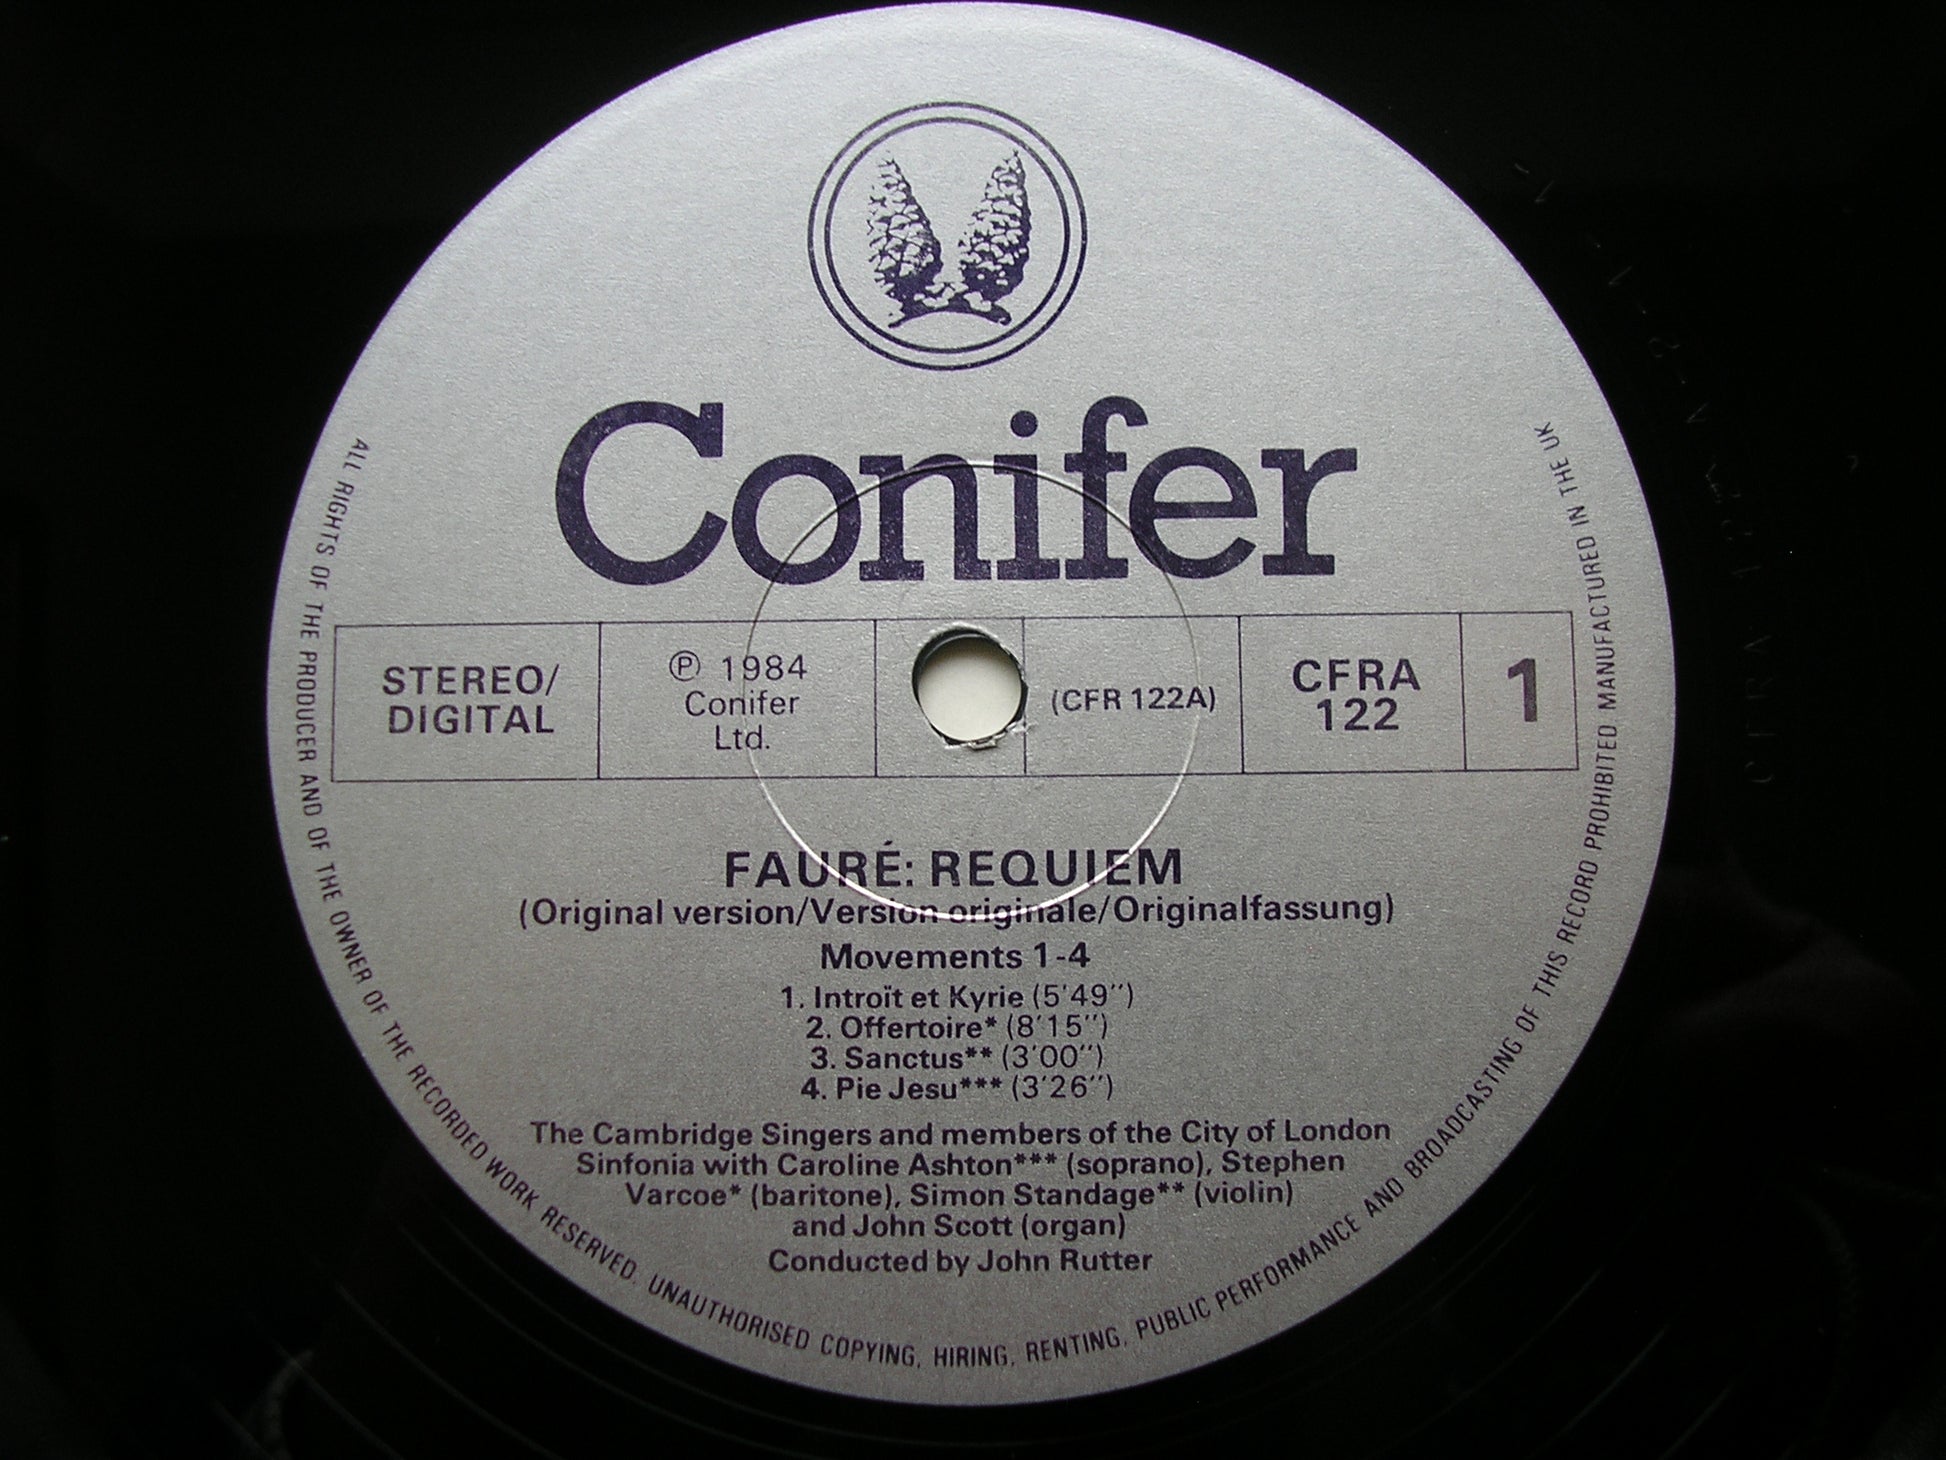 Conifer
STEREO/
DIGITAL
℗ 1984
Conifer
Ltd.
(CFR 122A)
CFRA
122
1
FAURÉ: REQUIEM
(Original version/Version originale/Originalfassung)
Movements 1-4
1. Introït et Kyrie (5'49'')
2. Offertoire* (8'15'')
3. Sanctus** (3'00'')
4. Pie Jesu*** (3'26'')
The Cambridge Singers and members of the City of London
Sinfonia with Caroline Ashton*** (soprano), Stephen
Varcoe* (baritone), Simon Standage** (violin)
and John Scott (organ)
Conducted by John Rutter
ALL RIGHTS OF THE PRODUCER AND OF THE OWNER OF THE RECORDED WORK RESERVED. UNAUTHORISED COPYING, HIRING, RENTING, PUBLIC PERFORMANCE AND BROADCASTING OF THIS RECORD PROHIBITED MANUFACTURED IN THE UK